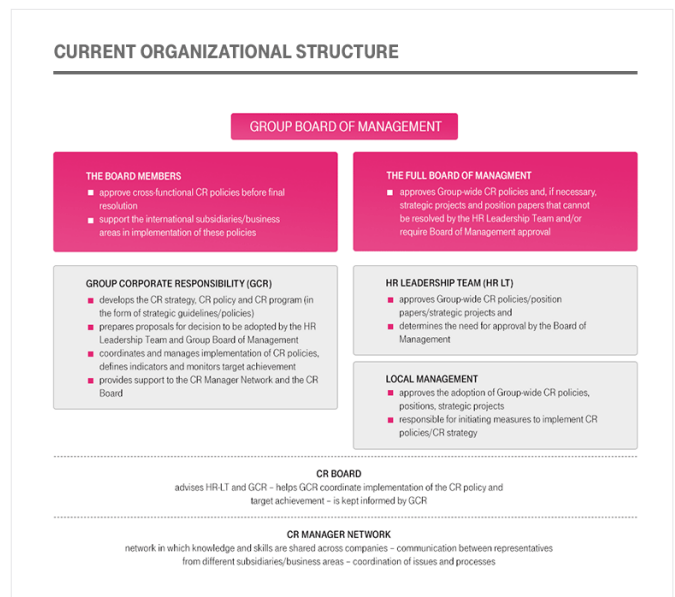 CURRENT ORGANIZATIONAL STRUCTURE
GROUP BOARD OF MANAGEMENT
THE BOARD MEMBERS
approve cross-functional CR policies before final
resolution
support the international subsidiaries/business
areas in implementation of these policies
THE FULL BOARD OF MANAGMENT
approves Group-wide CR policies and, if necessary,
strategic projects and position papers that cannot
be resolved by the HR Leadership Team and/or
require Board of Management approval
GROUP CORPORATE RESPONSIBILITY (GCR)
develops the CR strategy, CR policy and CR program (in
the form of strategic guidelines/policies)
prepares proposals for decision to be adopted by the HR
Leadership Team and Group Board of Management
coordinates and manages implementation of CR policies,
defines indicators and monitors target achievement
provides support to the CR Manager Network and the CR
Board
HR LEADERSHIP TEAM (HR LT)
approves Group-wide CR policies/position
papers/strategic projects and
determines the need for approval by the Board of
Management
LOCAL MANAGEMENT
approves the adoption of Group-wide CR policies,
positions, strategic projects
responsible for initiating measures to implement CR
policies/CR strategy
CR BOARD
advises HR-LT and GCR – helps GCR coordinate implementation of the CR policy and
target achievement – is kept informed by GCR
CR MANAGER NETWORK
network in which knowledge and skills are shared across companies – communication between representatives
from different subsidiaries/business areas – coordination of issues and processes